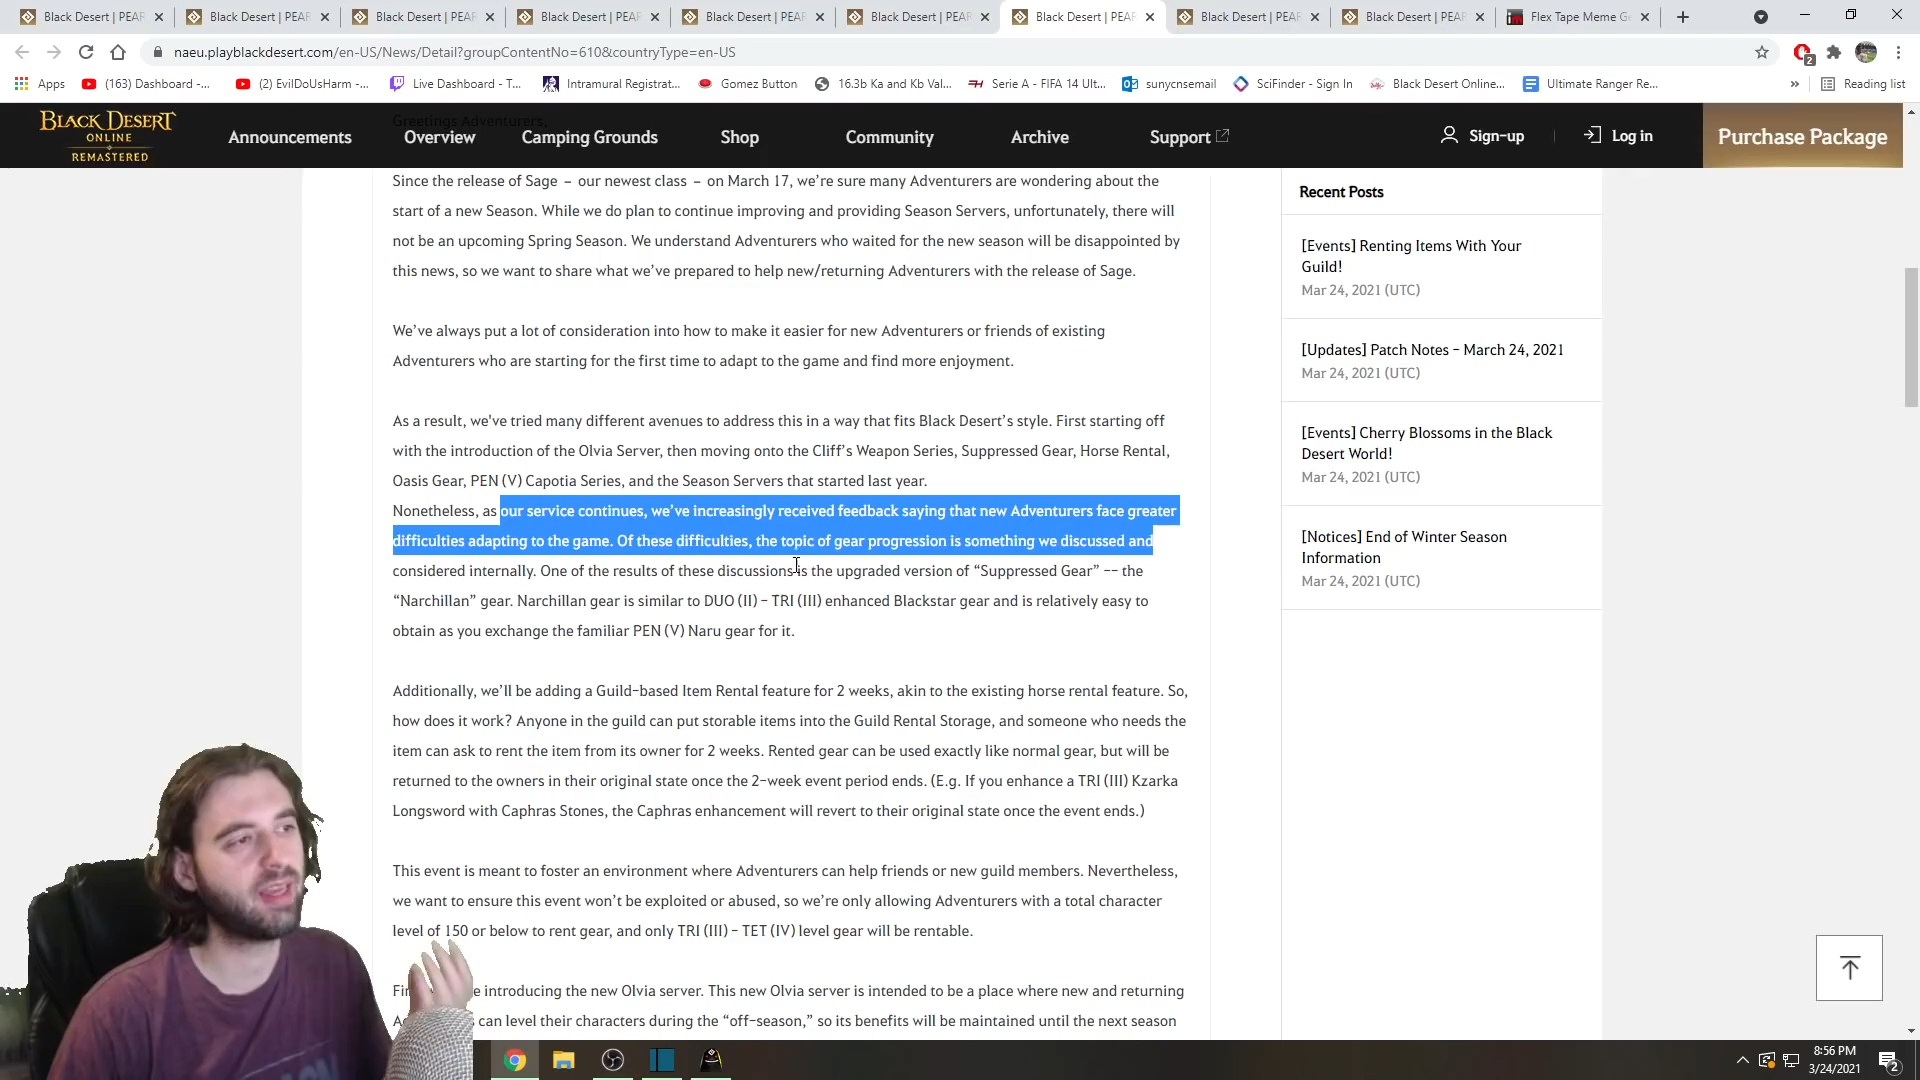 Black Desert | PEAR
Black Desert | PEAR
Black Desert | PEAR
Black Desert | PEAR
Black Desert | PEAR
Black Desert | PEAR
Black Desert | PEAR
Black Desert | PEAR
Black Desert | PEAR
Flex Tape Meme Ge
naeu.playblackdesert.com/en-US/News/Detail?groupContentNo=610&countryType=en-US
2
Apps
(163) Dashboard -...
(2) EvilDoUsHarm -...
Live Dashboard - T...
Intramural Registrat...
Gomez Button
16.3b Ka and Kb Val...
Serie A - FIFA 14 Ult...
sunycnsemail
SciFinder - Sign In
Black Desert Online...
Ultimate Ranger Re...
»
Reading list
BLACK DESERT
ONLINE
REMASTERED
Announcements
Overview
Camping Grounds
Shop
Community
Archive
Support
Sign-up
Log in
Purchase Package
Greetings Adventurers,
Since the release of Sage – our newest class – on March 17, we’re sure many Adventurers are wondering about the
start of a new Season. While we do plan to continue improving and providing Season Servers, unfortunately, there will
not be an upcoming Spring Season. We understand Adventurers who waited for the new season will be disappointed by
this news, so we want to share what we’ve prepared to help new/returning Adventurers with the release of Sage.
We’ve always put a lot of consideration into how to make it easier for new Adventurers or friends of existing
Adventurers who are starting for the first time to adapt to the game and find more enjoyment.
As a result, we've tried many different avenues to address this in a way that fits Black Desert’s style. First starting off
with the introduction of the Olvia Server, then moving onto the Cliff’s Weapon Series, Suppressed Gear, Horse Rental,
Oasis Gear, PEN (V) Capotia Series, and the Season Servers that started last year.
Nonetheless, as our service continues, we’ve increasingly received feedback saying that new Adventurers face greater
difficulties adapting to the game. Of these difficulties, the topic of gear progression is something we discussed and
considered internally. One of the results of these discussions is the upgraded version of “Suppressed Gear” -- the
“Narchillan” gear. Narchillan gear is similar to DUO (II) - TRI (III) enhanced Blackstar gear and is relatively easy to
obtain as you exchange the familiar PEN (V) Naru gear for it.
Additionally, we’ll be adding a Guild-based Item Rental feature for 2 weeks, akin to the existing horse rental feature. So,
how does it work? Anyone in the guild can put storable items into the Guild Rental Storage, and someone who needs the
item can ask to rent the item from its owner for 2 weeks. Rented gear can be used exactly like normal gear, but will be
returned to the owners in their original state once the 2-week event period ends. (E.g. If you enhance a TRI (III) Kzarka
Longsword with Caphras Stones, the Caphras enhancement will revert to their original state once the event ends.)
This event is meant to foster an environment where Adventurers can help friends or new guild members. Nevertheless,
we want to ensure this event won’t be exploited or abused, so we’re only allowing Adventurers with a total character
level of 150 or below to rent gear, and only TRI (III) - TET (IV) level gear will be rentable.
introducing the new Olvia server. This new Olvia server is intended to be a place where new and returning
can level their characters during the “off-season,” so its benefits will be maintained until the next season
Recent Posts
[Events] Renting Items With Your
Guild!
Mar 24, 2021 (UTC)
[Updates] Patch Notes - March 24, 2021
Mar 24, 2021 (UTC)
[Events] Cherry Blossoms in the Black
Desert World!
Mar 24, 2021 (UTC)
[Notices] End of Winter Season
Information
Mar 24, 2021 (UTC)
8:56 PM
3/24/2021
2